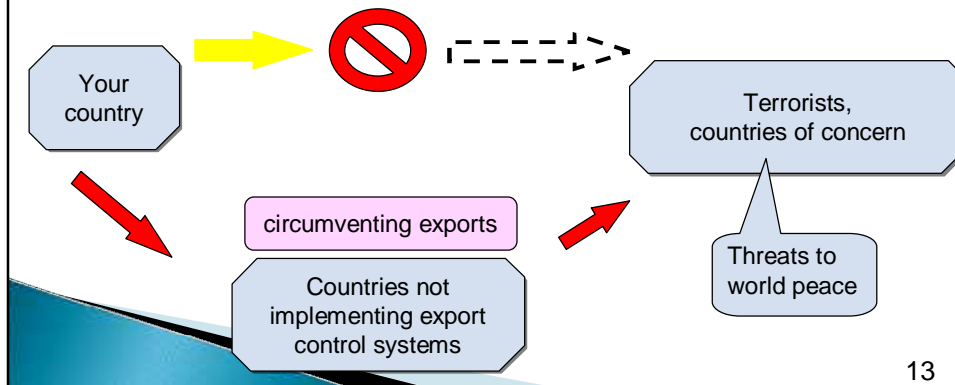 Your
country
Terrorists,
countries of concern
circumventing exports
Threats to
world peace
Countries not
implementing export
control systems
13